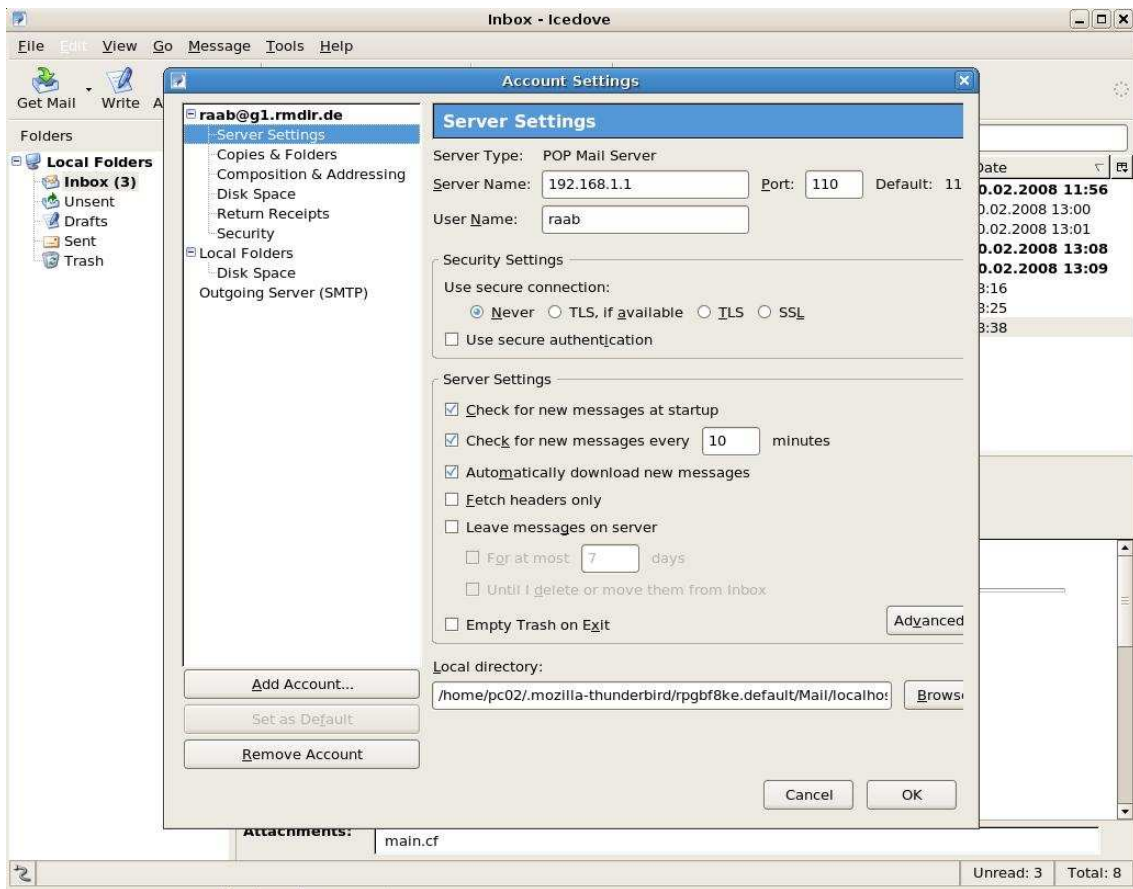 Inbox - Icedove
File Edit View Go Message Tools Help
Get Mail Write A
Folders
Local Folders
Inbox (3)
Unsent
Drafts
Sent
Trash
Account Settings
raab@g1.rmdir.de
Server Settings
Copies & Folders
Composition & Addressing
Disk Space
Return Receipts
Security
Local Folders
Disk Space
Outgoing Server (SMTP)
Add Account...
Set as Default
Remove Account
Server Settings
Server Type: POP Mail Server
Server Name: 192.168.1.1 Port: 110 Default: 11
User Name: raab
Security Settings
Use secure connection:
Never TLS, if available TLS SSL
Use secure authentication
Server Settings
Check for new messages at startup
Check for new messages every 10 minutes
Automatically download new messages
Fetch headers only
Leave messages on server
For at most 7 days
Until I delete or move them from Inbox
Empty Trash on Exit
Advanced
Local directory:
/home/pc02/.mozilla-thunderbird/rpgbf8ke.default/Mail/localhos Brows
Cancel OK
Date
0.02.2008 11:56
0.02.2008 13:00
0.02.2008 13:01
0.02.2008 13:08
0.02.2008 13:09
3:16
3:25
3:38
Attachments: main.cf
Unread: 3 Total: 8